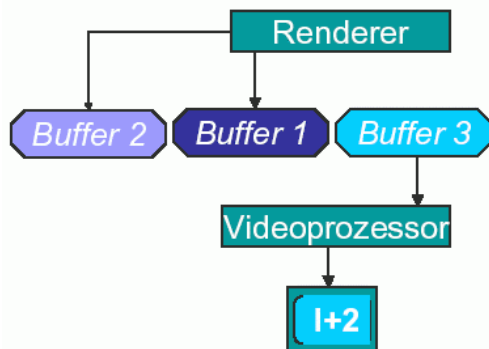 Renderer
Buffer 2
Buffer 1
Buffer 3
Videoprozessor
I+2